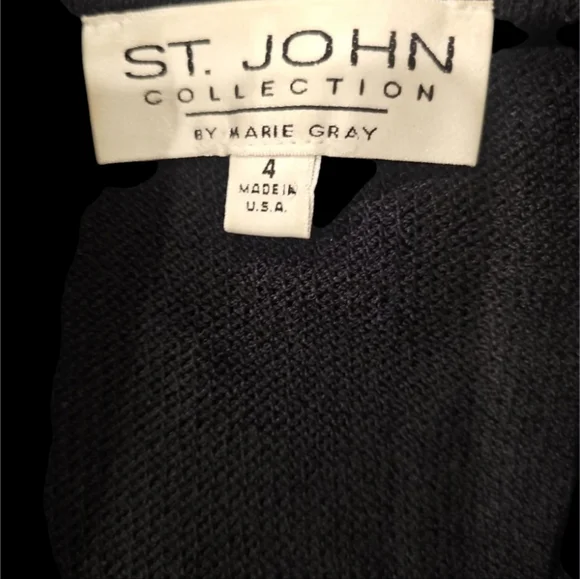 ST. JOHN
COLLECTION
BY MARIE GRAY
4
MADE IN
U.S.A.